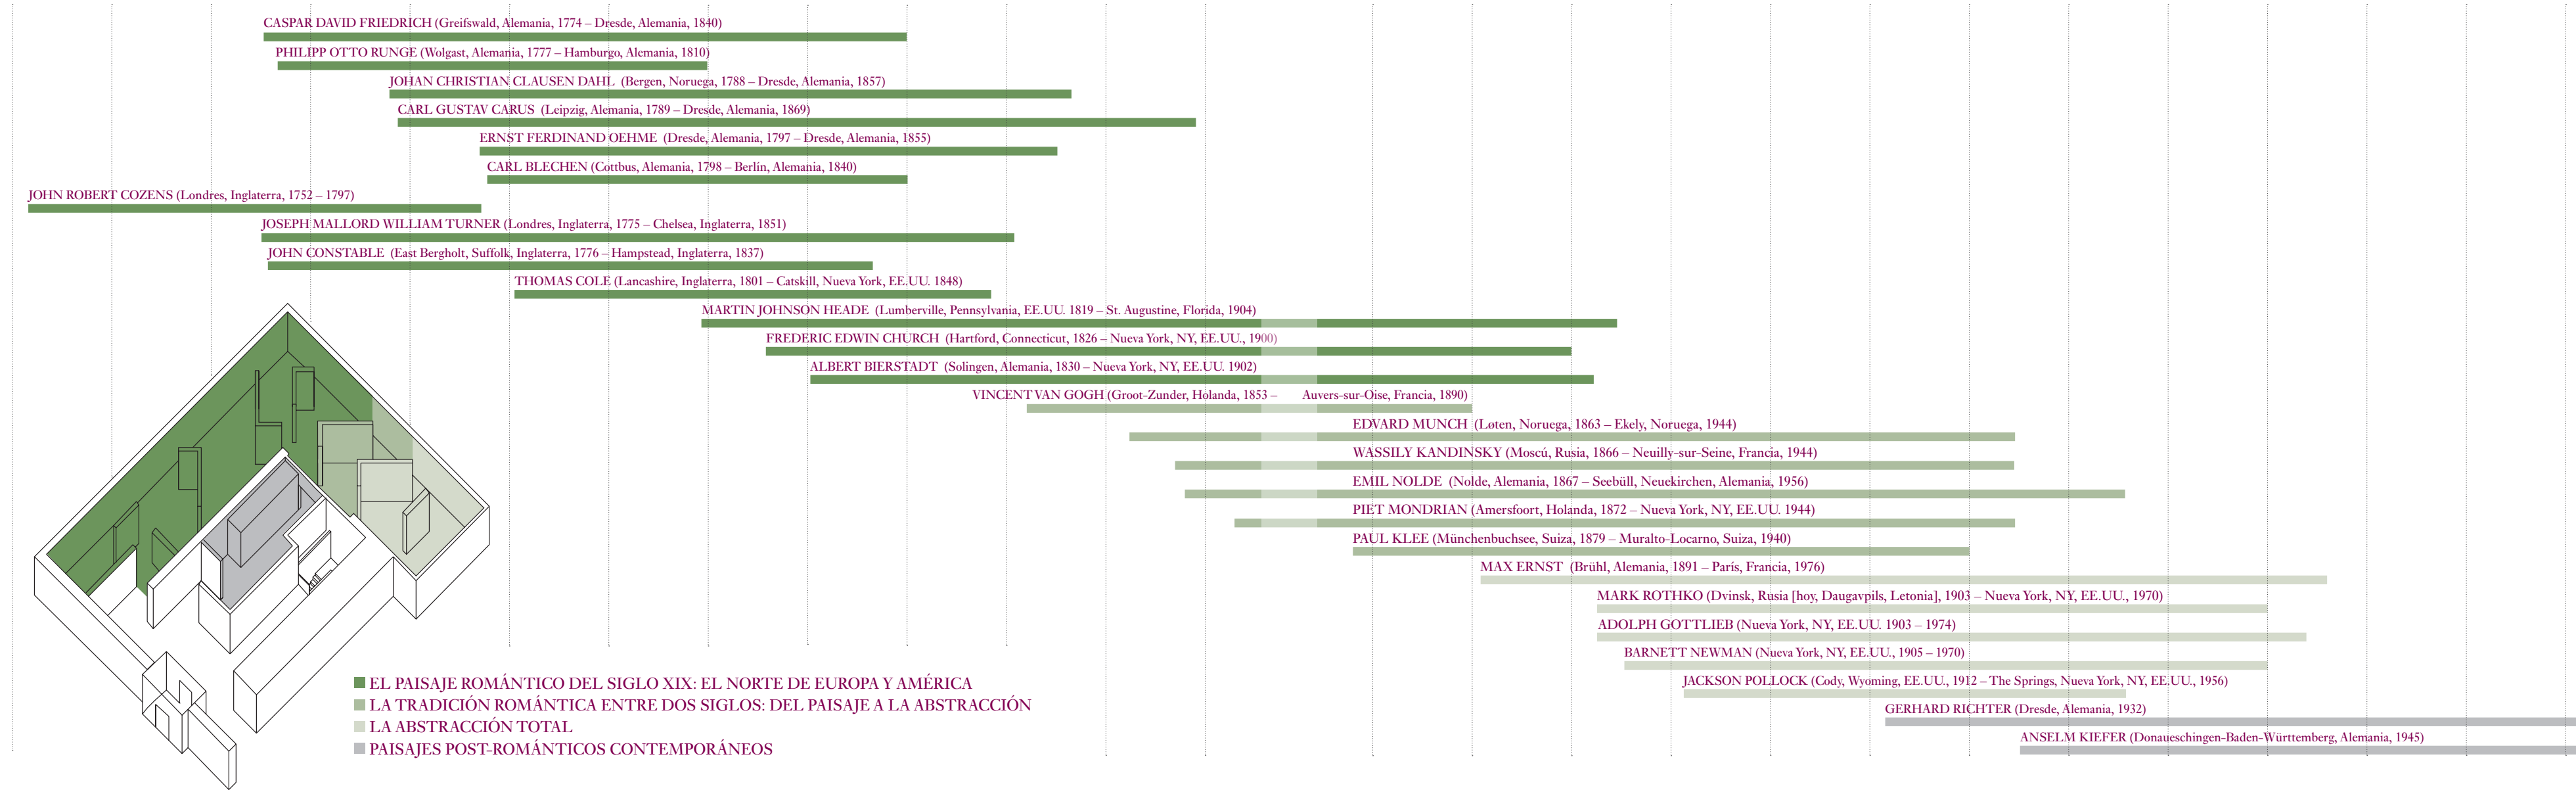 CASPAR DAVID FRIEDRICH (Greifswald, Alemania, 1774 – Dresde, Alemania, 1840)
PHILIPP OTTO RUNGE (Wolgast, Alemania, 1777 – Hamburgo, Alemania, 1810)
JOHAN CHRISTIAN CLAUSEN DAHL (Bergen, Noruega, 1788 – Dresde, Alemania, 1857)
CARL GUSTAV CARUS (Leipzig, Alemania, 1789 – Dresde, Alemania, 1869)
ERNST FERDINAND OEHME (Dresde, Alemania, 1797 – Dresde, Alemania, 1855)
CARL BLECHEN (Cottbus, Alemania, 1798 – Berlín, Alemania, 1840)
JOHN ROBERT COZENS (Londres, Inglaterra, 1752 – 1797)
JOSEPH MALLORD WILLIAM TURNER (Londres, Inglaterra, 1775 – Chelsea, Inglaterra, 1851)
JOHN CONSTABLE (East Bergholt, Suffolk, Inglaterra, 1776 – Hampstead, Inglaterra, 1837)
THOMAS COLE (Lancashire, Inglaterra, 1801 – Catskill, Nueva York, EE.UU. 1848)
MARTIN JOHNSON HEADE (Lumberville, Pennsylvania, EE.UU. 1819 – St. Augustine, Florida, 1904)
FREDERIC EDWIN CHURCH (Hartford, Connecticut, 1826 – Nueva York, NY, EE.UU., 1900)
ALBERT BIERSTADT (Solingen, Alemania, 1830 – Nueva York, NY, EE.UU. 1902)
VINCENT VAN GOGH (Groot-Zunder, Holanda, 1853 – Auvers-sur-Oise, Francia, 1890)
EDVARD MUNCH (Løten, Noruega, 1863 – Ekely, Noruega, 1944)
WASSILY KANDINSKY (Moscú, Rusia, 1866 – Neuilly-sur-Seine, Francia, 1944)
EMIL NOLDE (Nolde, Alemania, 1867 – Seebüll, Neukirchen, Alemania, 1956)
PIET MONDRIAN (Amersfoort, Holanda, 1872 – Nueva York, NY, EE.UU. 1944)
PAUL KLEE (Münchenbuchsee, Suiza, 1879 – Muralto-Locarno, Suiza, 1940)
MAX ERNST (Brühl, Alemania, 1891 – París, Francia, 1976)
MARK ROTHKO (Dvinsk, Rusia [hoy, Daugavpils, Letonia], 1903 – Nueva York, NY, EE.UU., 1970)
ADOLPH GOTTLIEB (Nueva York, NY, EE.UU. 1903 – 1974)
BARNETT NEWMAN (Nueva York, NY, EE.UU., 1905 – 1970)
JACKSON POLLOCK (Cody, Wyoming, EE.UU., 1912 – The Springs, Nueva York, NY, EE.UU., 1956)
GERHARD RICHTER (Dresde, Alemania, 1932)
ANSELM KIEFER (Donaueschingen-Baden-Württemberg, Alemania, 1945)
EL PAISAJE ROMÁNTICO DEL SIGLO XIX: EL NORTE DE EUROPA Y AMÉRICA
LA TRADICIÓN ROMÁNTICA ENTRE DOS SIGLOS: DEL PAISAJE A LA ABSTRACCIÓN
LA ABSTRACCIÓN TOTAL
PAISAJES POST-ROMÁNTICOS CONTEMPORÁNEOS